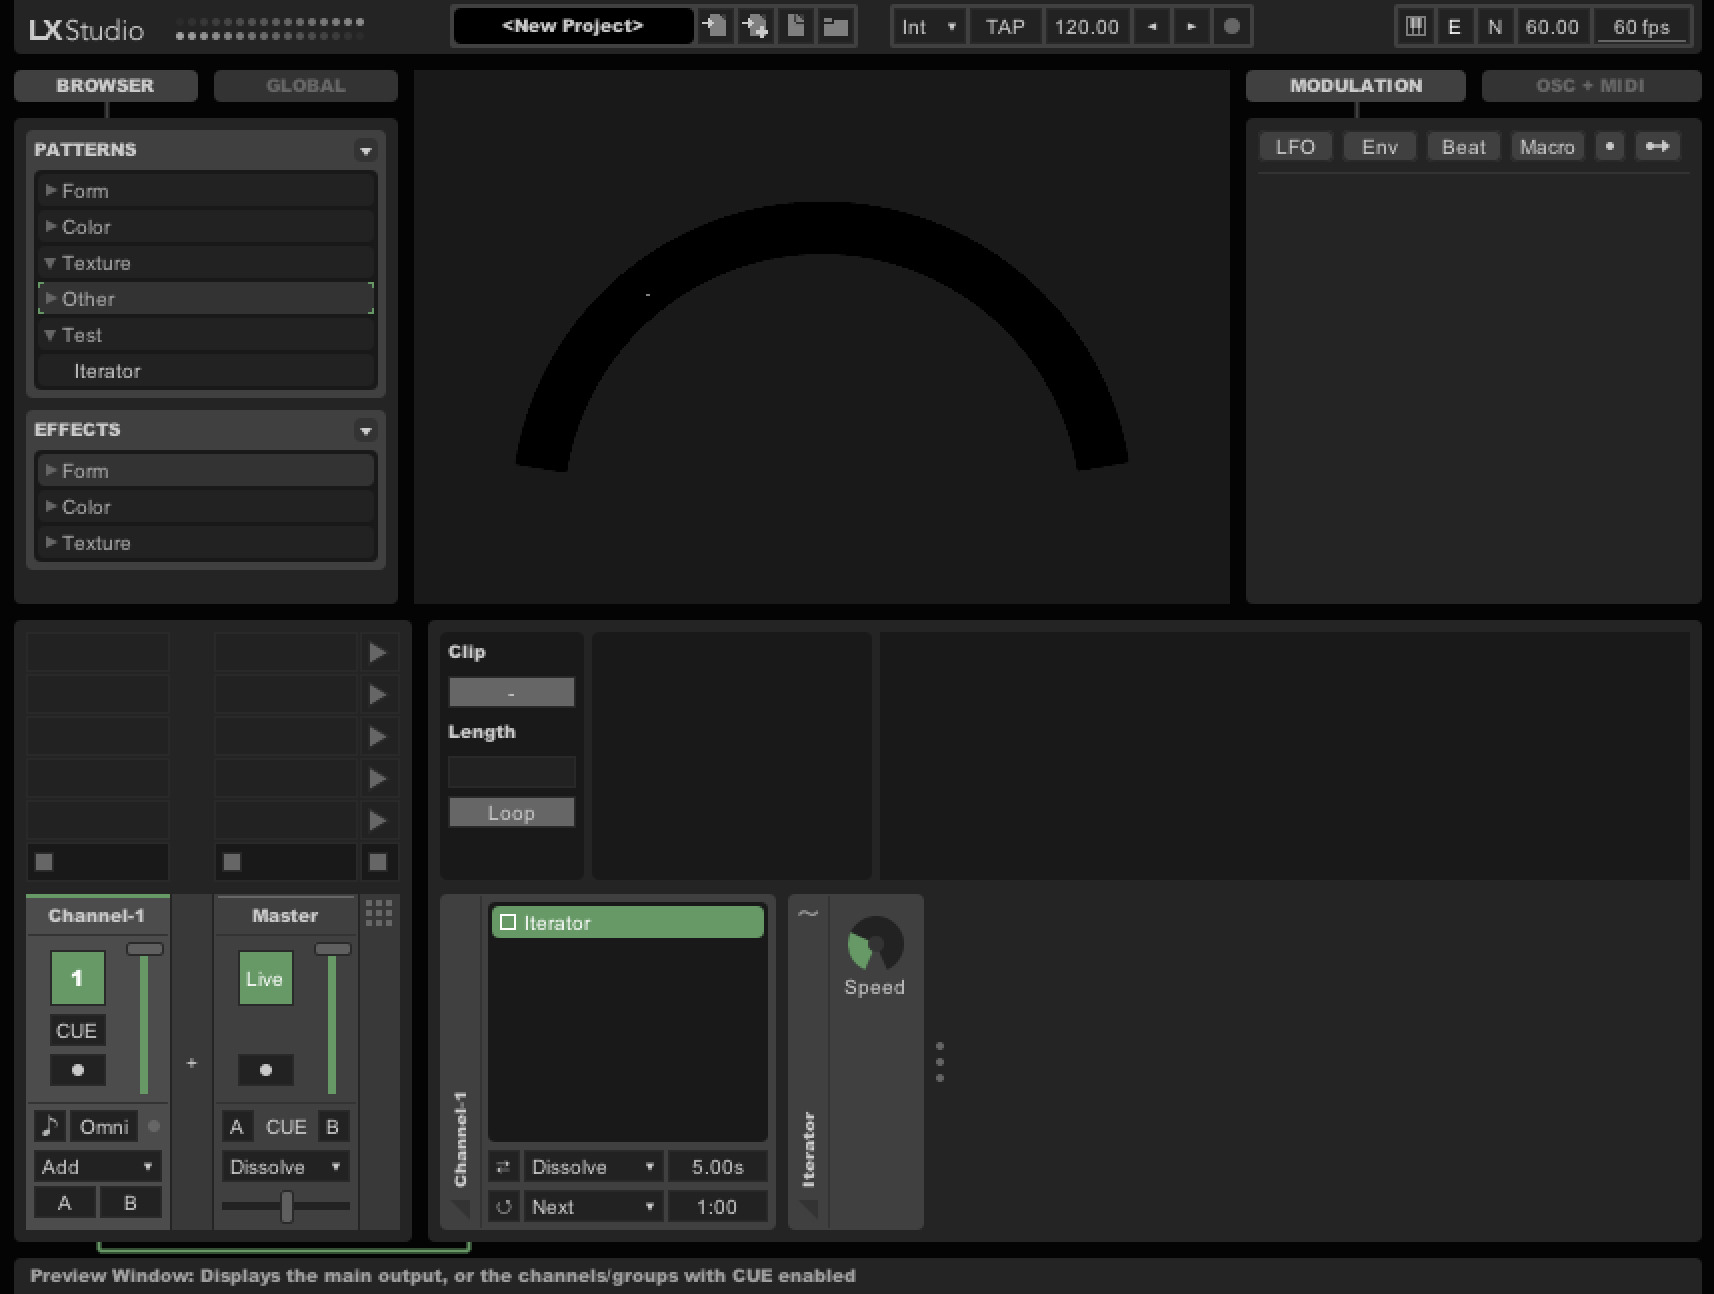 LX Studio
<New Project>
Int
TAP
120.00
E
N
60.00
60 fps
BROWSER
GLOBAL
MODULATION
OSC + MIDI
PATTERNS
Form
Color
Texture
Other
Test
Iterator
EFFECTS
Form
Color
Texture
LFO
Env
Beat
Macro
Clip
-
Length
Loop
Channel-1
1
CUE
Omni
Add
A
B
+
Master
Live
A
CUE
B
Dissolve
Channel-1
Iterator
Dissolve
5.00s
Next
1:00
Iterator
Speed
Preview Window: Displays the main output, or the channels/groups with CUE enabled